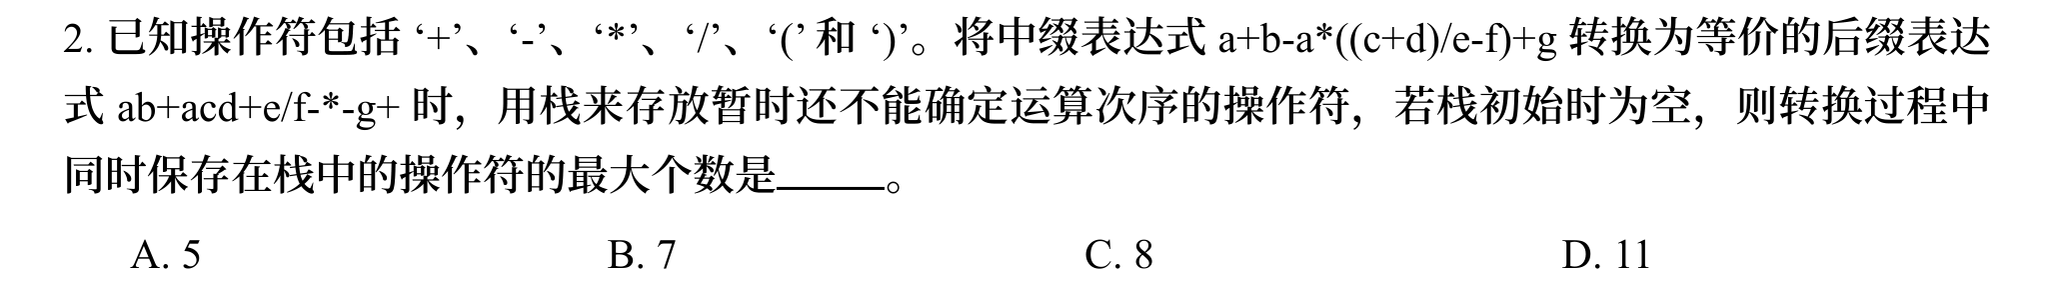 2. 已知操作符包括 ‘+’、‘-’、‘*’、‘/’、‘(’ 和 ‘)’。将中缀表达式 a+b-a*((c+d)/e-f)+g 转换为等价的后缀表达
式 ab+acd+e/f-*-g+ 时，用栈来存放暂时还不能确定运算次序的操作符，若栈初始时为空，则转换过程中
同时保存在栈中的操作符的最大个数是_____。
A. 5 B. 7 C. 8 D. 11